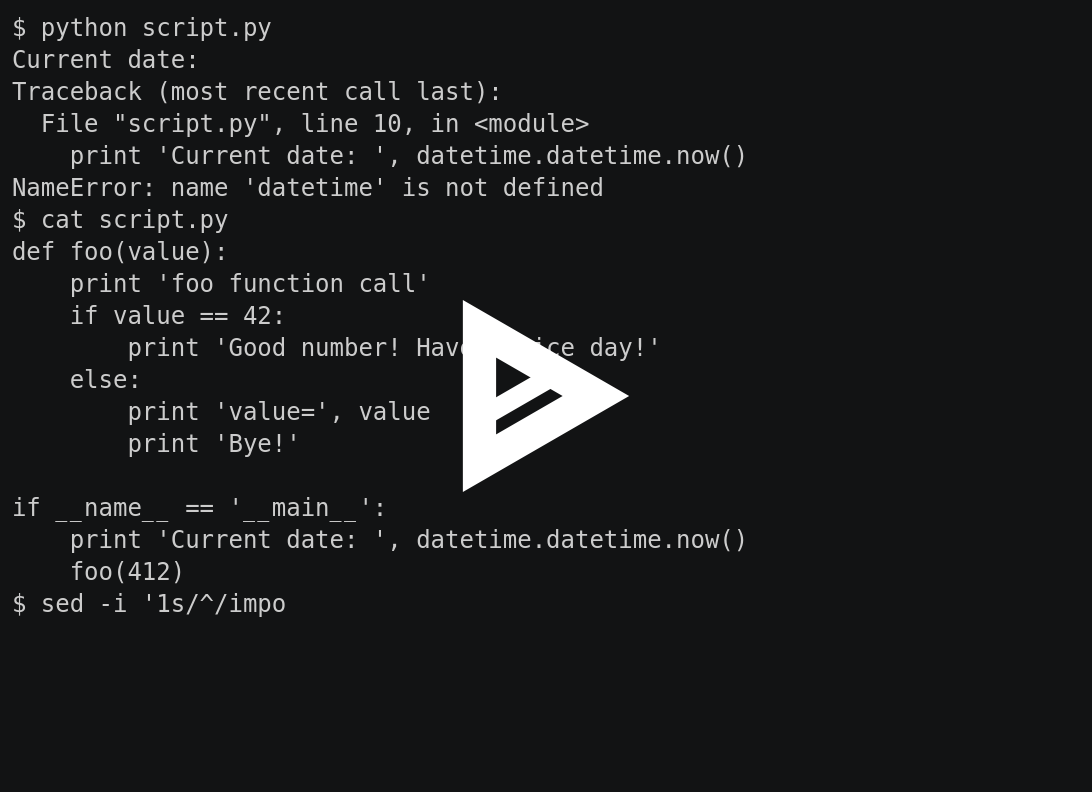 $ python script.py
Current date:
Traceback (most recent call last):
  File "script.py", line 10, in <module>
    print 'Current date: ', datetime.datetime.now()
NameError: name 'datetime' is not defined
$ cat script.py
def foo(value):
    print 'foo function call'
    if value == 42:
        print 'Good number! Have day!'
    else:
        print 'value=', value
        print 'Bye!'

if __name__ == '__main__':
    print 'Current date: ', datetime.datetime.now()
    foo(412)
$ sed -i '1s/^/impo